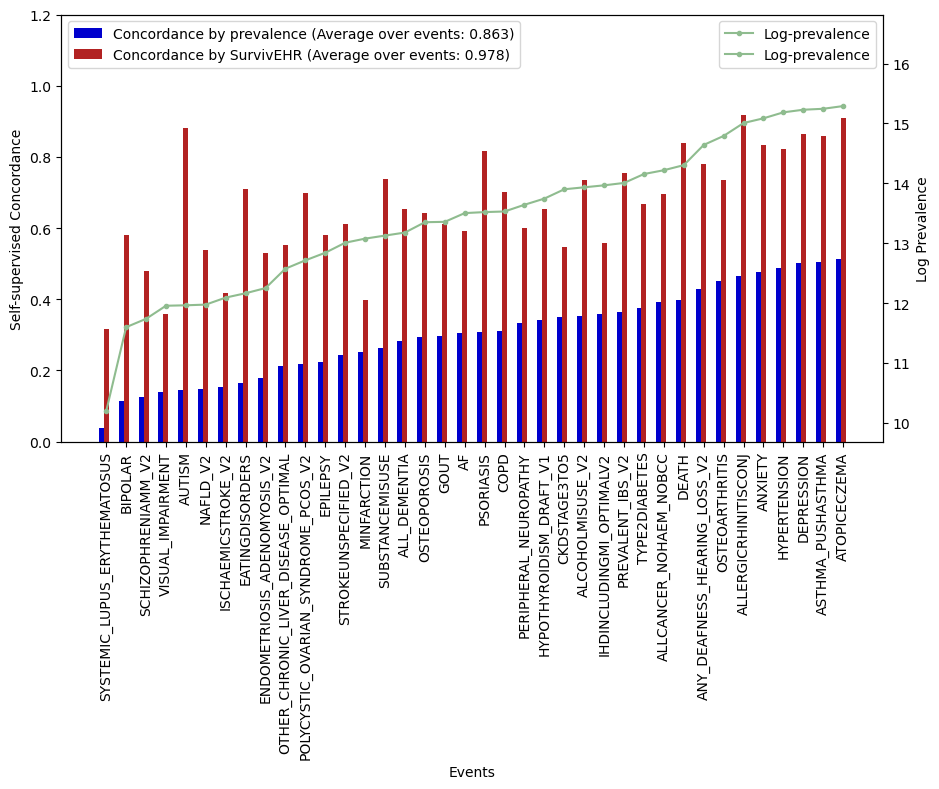 Concordance by prevalence (Average over events: 0.863)
Concordance by SurvivEHR (Average over events: 0.978)
Log-prevalence
Log-prevalence
1.2
1.0
0.8
0.6
0.4
0.2
0.0
Self-supervised Concordance
16
15
14
13
12
11
10
Log Prevalence
SYSTEMIC_LUPUS_ERYTHEMATOSUS
BIPOLAR
SCHIZOPHRENIAMM_V2
VISUAL_IMPAIRMENT
AUTISM
NAFLD_V2
ISCHAEMICSTROKE_V2
EATINGDISORDERS
ENDOMETRIOSIS_ADENOMYOSIS_V2
OTHER_CHRONIC_LIVER_DISEASE_OPTIMAL
POLYCYSTIC_OVARIAN_SYNDROME_PCOS_V2
EPILEPSY
STROKEUNSPECIFIED_V2
MINFARCTION
SUBSTANCEMISUSE
ALL_DEMENTIA
OSTEOPOROSIS
GOUT
AF
PSORIASIS
COPD
PERIPHERAL_NEUROPATHY
HYPOTHYROIDISM_DRAFT_V1
CKDSTAGE3TO5
ALCOHOLMISUSE_V2
IHDINCLUDINGMI_OPTIMALV2
PREVALENT_IBS_V2
TYPE2DIABETES
ALLCANCER_NOHAEM_NOBCC
DEATH
ANY_DEAFNESS_HEARING_LOSS_V2
OSTEOARTHRITIS
ALLERGICRHINITISCONJ
ANXIETY
HYPERTENSION
DEPRESSION
ASTHMA_PUSHASTHMA
ATOPICECZEMA
Events